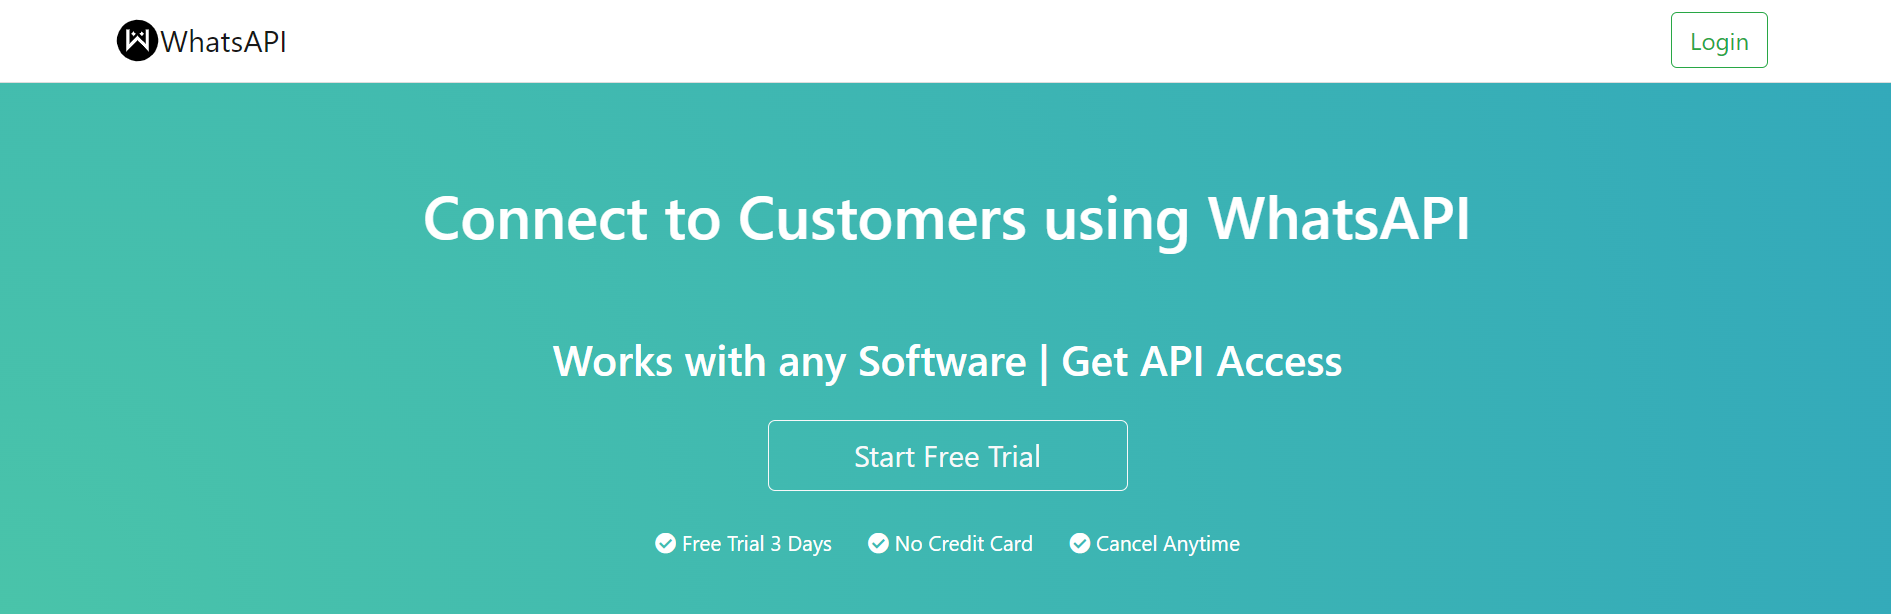 WhatsAPI
Login
Connect to Customers using WhatsAPI
Works with any Software | Get API Access
Start Free Trial
Free Trial 3 Days No Credit Card Cancel Anytime